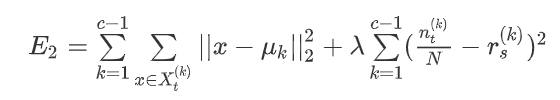 $E_2 = \sum_{k=1}^{c-1} \sum_{x \in X_t^{(k)}} ||x - \mu_k||_2^2 + \lambda \sum_{k=1}^{c-1} (\frac{n_t^{(k)}}{N} - r_s^{(k)})^2$